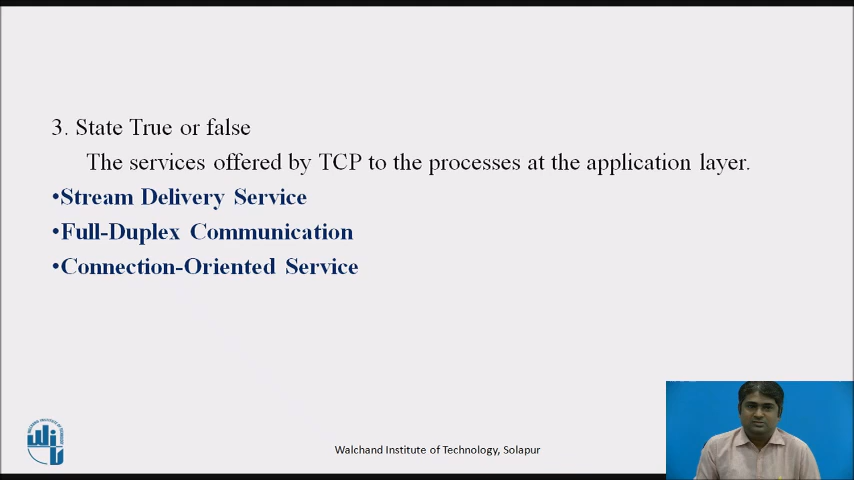 3. State True or false
The services offered by TCP to the processes at the application layer.
•Stream Delivery Service
•Full-Duplex Communication
•Connection-Oriented Service
Walchand Institute of Technology, Solapur